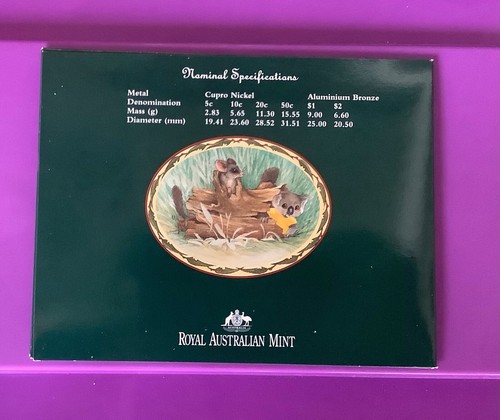 Nominal Specifications
Metal Cupro Nickel Aluminium Bronze
Denomination 5c 10c 20c 50c $1 $2
Mass (g) 2.83 5.65 11.30 15.55 9.00 6.60
Diameter (mm) 19.41 23.60 28.52 31.51 25.00 20.50
AUSTRALIA
ROYAL AUSTRALIAN MINT